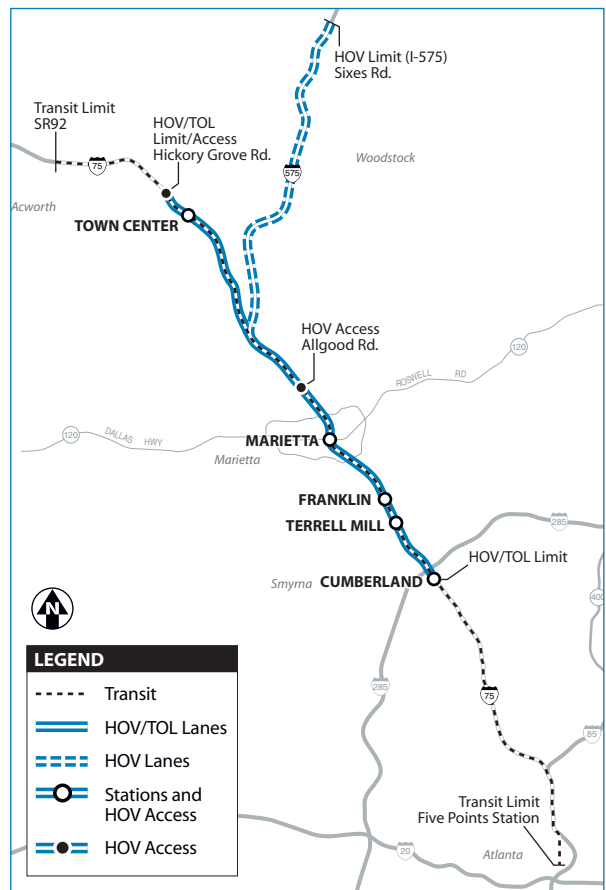 HOV Limit (I-575)
Sixes Rd.
Transit Limit
SR92
HOV/TOL
Limit/Access
Hickory Grove Rd.
75
575
Woodstock
Acworth
TOWN CENTER
HOV Access
Allgood Rd.
120
ROSWELL RD
120
DALLAS HWY
MARIETTA
Marietta
FRANKLIN
TERRELL MILL
285
HOV/TOL Limit
Smyrna
CUMBERLAND
400
N
LEGEND
Transit
HOV/TOL Lanes
HOV Lanes
Stations and
HOV Access
HOV Access
285
75
85
Transit Limit
Five Points Station
20
Atlanta